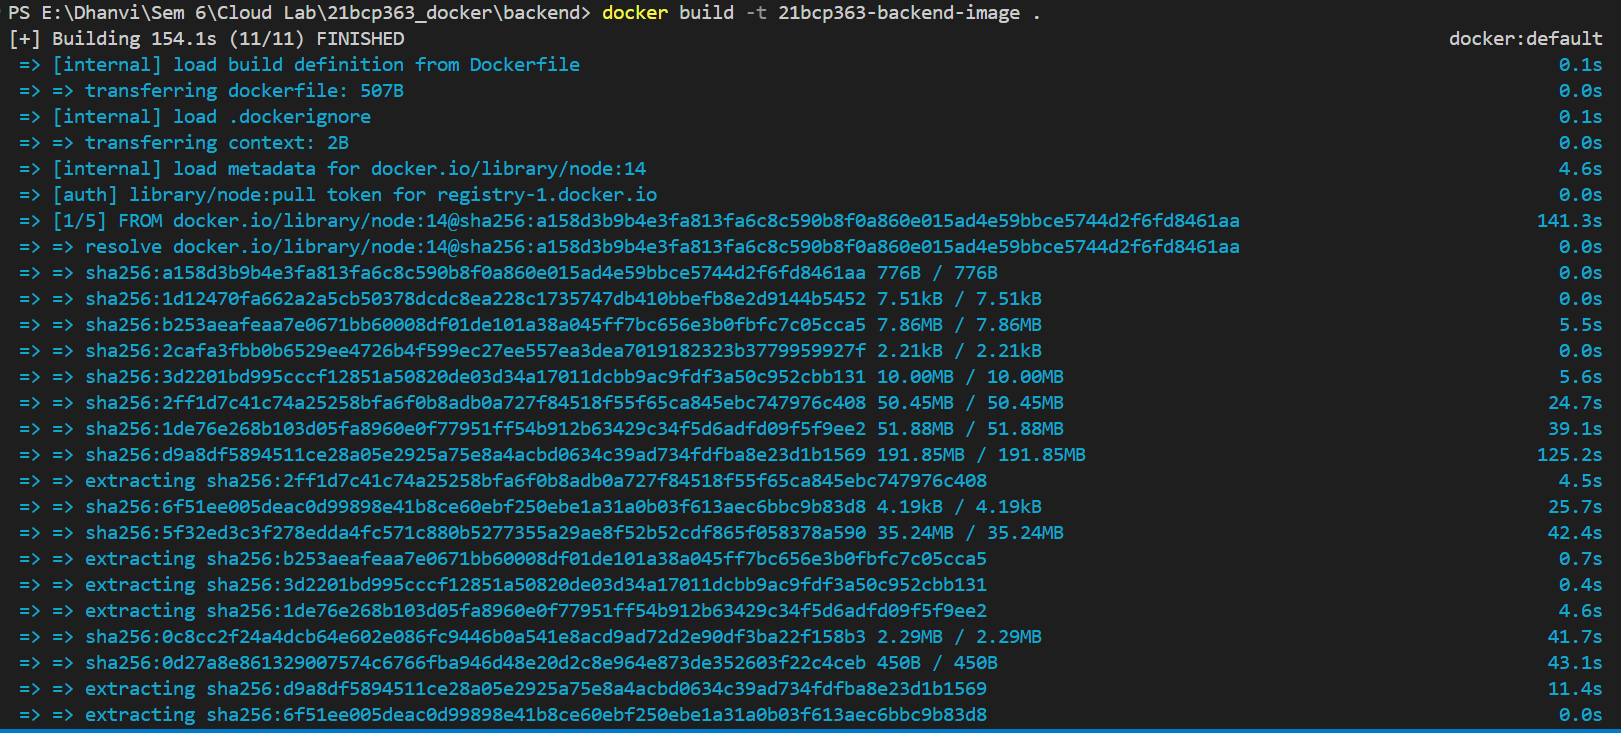 PS E:\Dhanvi\Sem 6\Cloud Lab\21bcp363_docker\backend> docker build -t 21bcp363-backend-image .
[+] Building 154.1s (11/11) FINISHED docker:default
=> [internal] load build definition from Dockerfile 0.1s
=> => transferring dockerfile: 507B 0.0s
=> [internal] load .dockerignore 0.1s
=> => transferring context: 2B 0.0s
=> [internal] load metadata for docker.io/library/node:14 4.6s
=> [auth] library/node:pull token for registry-1.docker.io 0.0s
=> [1/5] FROM docker.io/library/node:14@sha256:a158d3b9b4e3fa813fa6c8c590b8f0a860e015ad4e59bbce5744d2f6fd8461aa 141.3s
=> => resolve docker.io/library/node:14@sha256:a158d3b9b4e3fa813fa6c8c590b8f0a860e015ad4e59bbce5744d2f6fd8461aa 0.0s
=> => sha256:a158d3b9b4e3fa813fa6c8c590b8f0a860e015ad4e59bbce5744d2f6fd8461aa 776B / 776B 0.0s
=> => sha256:1d12470fa662a2a5cb50378dcdc8ea228c1735747db410bbefb8e2d9144b5452 7.51kB / 7.51kB 0.0s
=> => sha256:b253aeafeaa7e0671bb60008df01de101a38a045ff7bc656e3b0fbfc7c05cca5 7.86MB / 7.86MB 5.5s
=> => sha256:2cafa3fbb0b6529ee4726b4f599ec27ee557ea3dea7019182323b3779959927f 2.21kB / 2.21kB 0.0s
=> => sha256:3d2201bd995cccf12851a50820de03d34a17011dcbb9ac9fdf3a50c952cbb131 10.00MB / 10.00MB 5.6s
=> => sha256:2ff1d7c41c74a25258bfa6f0b8adb0a727f84518f55f65ca845ebc747976c408 50.45MB / 50.45MB 24.7s
=> => sha256:1de76e268b103d05fa8960e0f77951ff54b912b63429c34f5d6adfd09f5f9ee2 51.88MB / 51.88MB 39.1s
=> => sha256:d9a8df5894511ce28a05e2925a75e8a4acbd0634c39ad734fdfba8e23d1b1569 191.85MB / 191.85MB 125.2s
=> => extracting sha256:2ff1d7c41c74a25258bfa6f0b8adb0a727f84518f55f65ca845ebc747976c408 4.5s
=> => sha256:6f51ee005deac0d99898e41b8ce60ebf250ebe1a31a0b03f613aec6bbc9b83d8 4.19kB / 4.19kB 25.7s
=> => sha256:5f32ed3c3f278edda4fc571c880b5277355a29ae8f52b52cdf865f058378a590 35.24MB / 35.24MB 42.4s
=> => extracting sha256:b253aeafeaa7e0671bb60008df01de101a38a045ff7bc656e3b0fbfc7c05cca5 0.7s
=> => extracting sha256:3d2201bd995cccf12851a50820de03d34a17011dcbb9ac9fdf3a50c952cbb131 0.4s
=> => extracting sha256:1de76e268b103d05fa8960e0f77951ff54b912b63429c34f5d6adfd09f5f9ee2 4.6s
=> => sha256:0c8cc2f24a4dcb64e602e086fc9446b0a541e8acd9ad72d2e90df3ba22f158b3 2.29MB / 2.29MB 41.7s
=> => sha256:0d27a8e861329007574c6766fba946d48e20d2c8e964e873de352603f22c4ceb 450B / 450B 43.1s
=> => extracting sha256:d9a8df5894511ce28a05e2925a75e8a4acbd0634c39ad734fdfba8e23d1b1569 11.4s
=> => extracting sha256:6f51ee005deac0d99898e41b8ce60ebf250ebe1a31a0b03f613aec6bbc9b83d8 0.0s